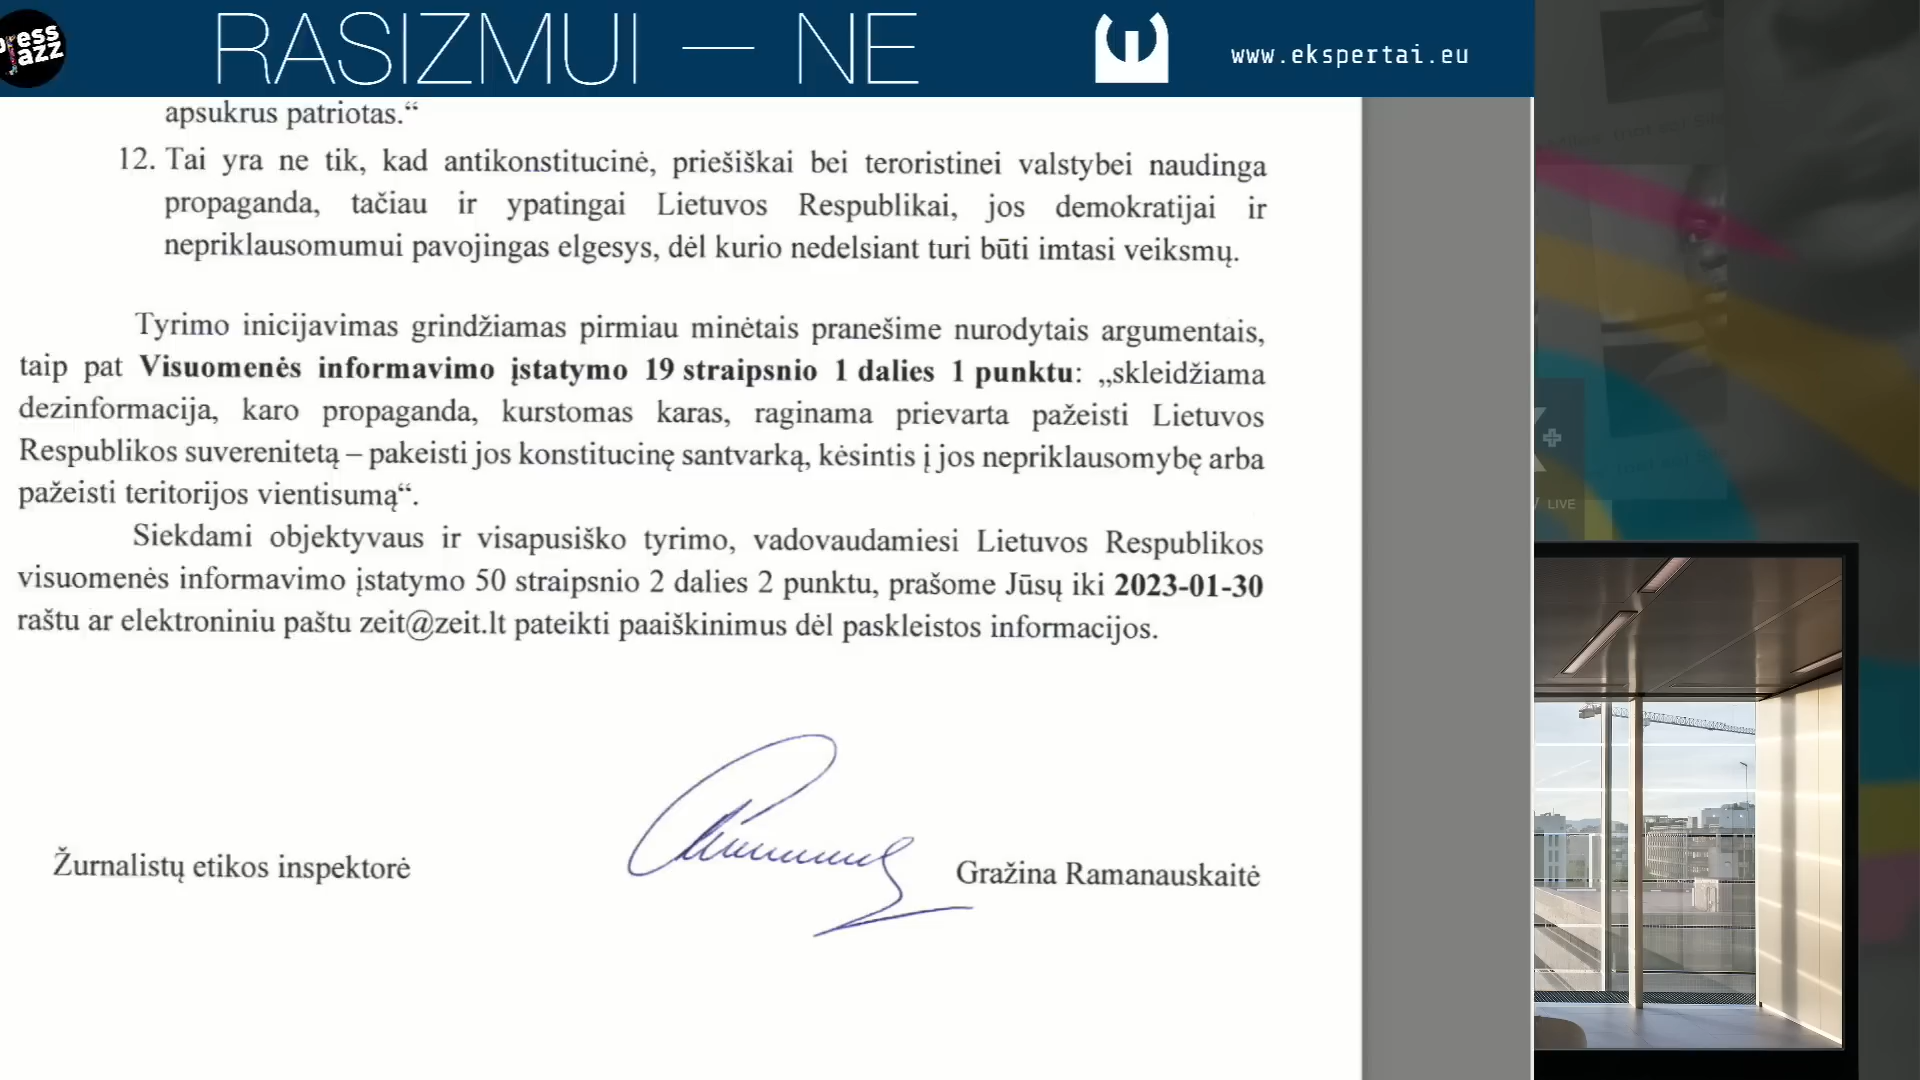 press
jazz
RASIZMUI — NE
www.ekspertai.eu
apsukrus patriotas.“
12. Tai yra ne tik, kad antikonstitucinė, priešiškai bei teroristinei valstybei naudinga
propaganda, tačiau ir ypatingai Lietuvos Respublikai, jos demokratijai ir
nepriklausomumui pavojingas elgesys, dėl kurio nedelsiant turi būti imtasi veiksmų.
Tyrimo inicijavimas grindžiamas pirmiau minėtais pranešime nurodytais argumentais,
taip pat Visuomenės informavimo įstatymo 19 straipsnio 1 dalies 1 punktu: „skleidžiama
dezinformacija, karo propaganda, kurstomas karas, raginama prievarta pažeisti Lietuvos
Respublikos suverenitetą – pakeisti jos konstitucinę santvarką, kėsintis į jos nepriklausomybę arba
pažeisti teritorijos vientisumą“.
Siekdami objektyvaus ir visapusiško tyrimo, vadovaudamiesi Lietuvos Respublikos
visuomenės informavimo įstatymo 50 straipsnio 2 dalies 2 punktu, prašome Jūsų iki 2023-01-30
raštu ar elektroniniu paštu zeit@zeit.lt pateikti paaiškinimus dėl paskleistos informacijos.
Žurnalistų etikos inspektorė
Gražina Ramanauskaitė
LIVE